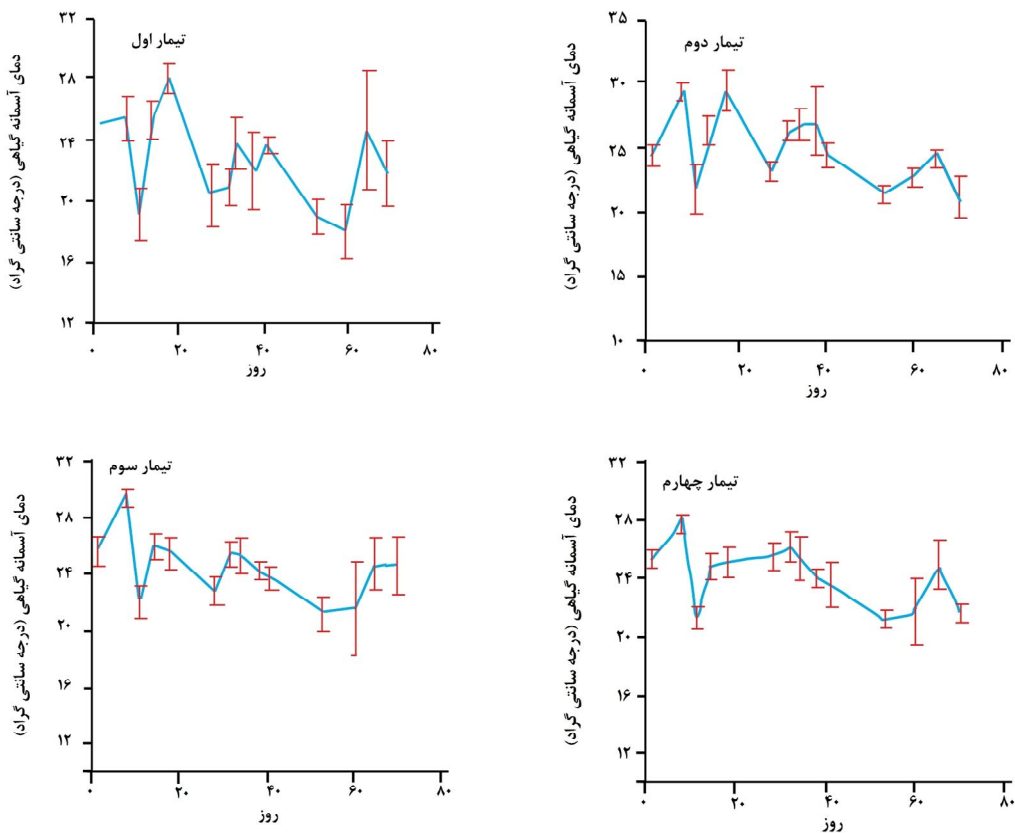 تیمار اول
دمای آسمانه گیاهی (درجه سانتی گراد)
۳۲
۲۸
۲۴
۲۰
۱۶
۱۲
۰ ۲۰ ۴۰ ۶۰ ۸۰
روز
تیمار دوم
دمای آسمانه گیاهی (درجه سانتی گراد)
۳۵
۳۰
۲۵
۲۰
۱۵
۱۰
۰ ۲۰ ۴۰ ۶۰ ۸۰
روز
تیمار سوم
دمای آسمانه گیاهی (درجه سانتی گراد)
۳۲
۲۸
۲۴
۲۰
۱۶
۱۲
۰ ۲۰ ۴۰ ۶۰ ۸۰
روز
تیمار چهارم
دمای آسمانه گیاهی (درجه سانتی گراد)
۳۲
۲۸
۲۴
۲۰
۱۶
۱۲
۰ ۲۰ ۴۰ ۶۰ ۸۰
روز